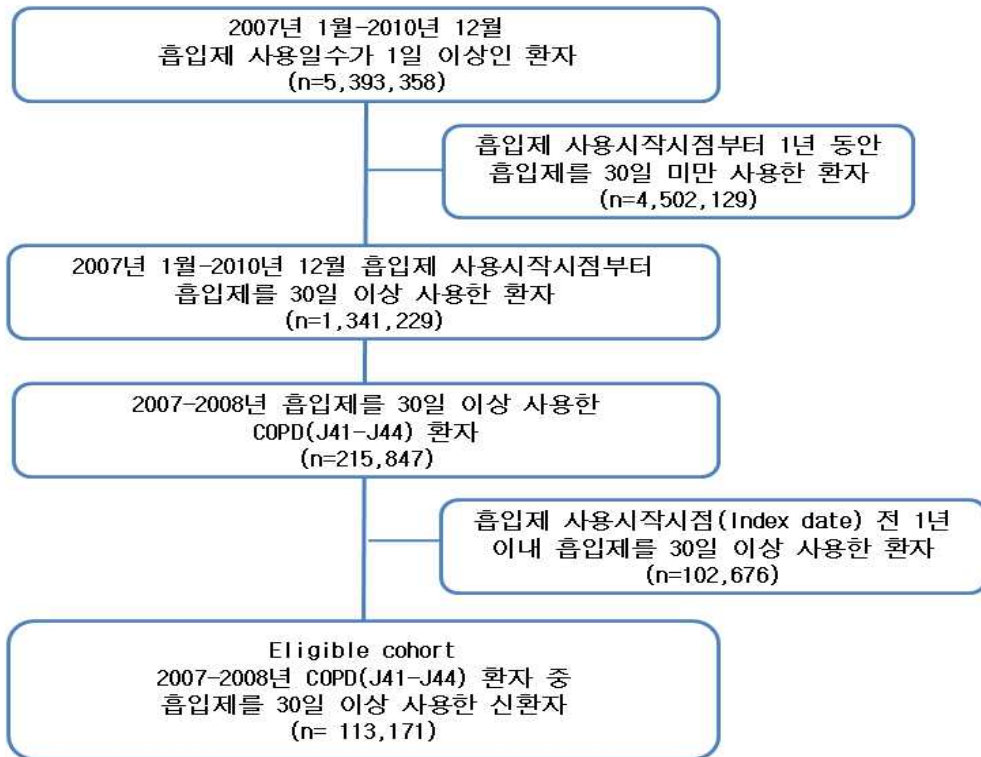 2007년 1월-2010년 12월
흡입제 사용일수가 1일 이상인 환자
(n=5,393,358)
흡입제 사용시작시점부터 1년 동안
흡입제를 30일 미만 사용한 환자
(n=4,502,129)
2007년 1월-2010년 12월 흡입제 사용시작시점부터
흡입제를 30일 이상 사용한 환자
(n=1,341,229)
2007-2008년 흡입제를 30일 이상 사용한
COPD(J41-J44) 환자
(n=215,847)
흡입제 사용시작시점(Index date) 전 1년
이내 흡입제를 30일 이상 사용한 환자
(n=102,676)
Eligible cohort
2007-2008년 COPD(J41-J44) 환자 중
흡입제를 30일 이상 사용한 신환자
(n= 113,171)